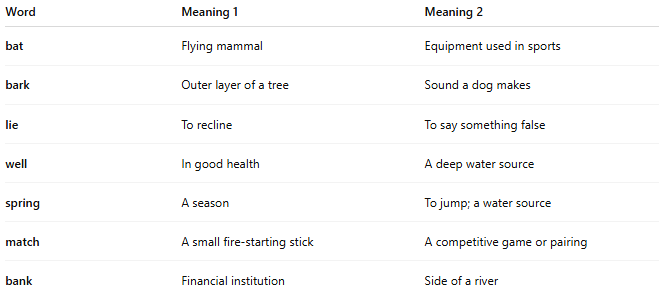 Word Meaning 1 Meaning 2
bat Flying mammal Equipment used in sports
bark Outer layer of a tree Sound a dog makes
lie To recline To say something false
well In good health A deep water source
spring A season To jump; a water source
match A small fire-starting stick A competitive game or pairing
bank Financial institution Side of a river